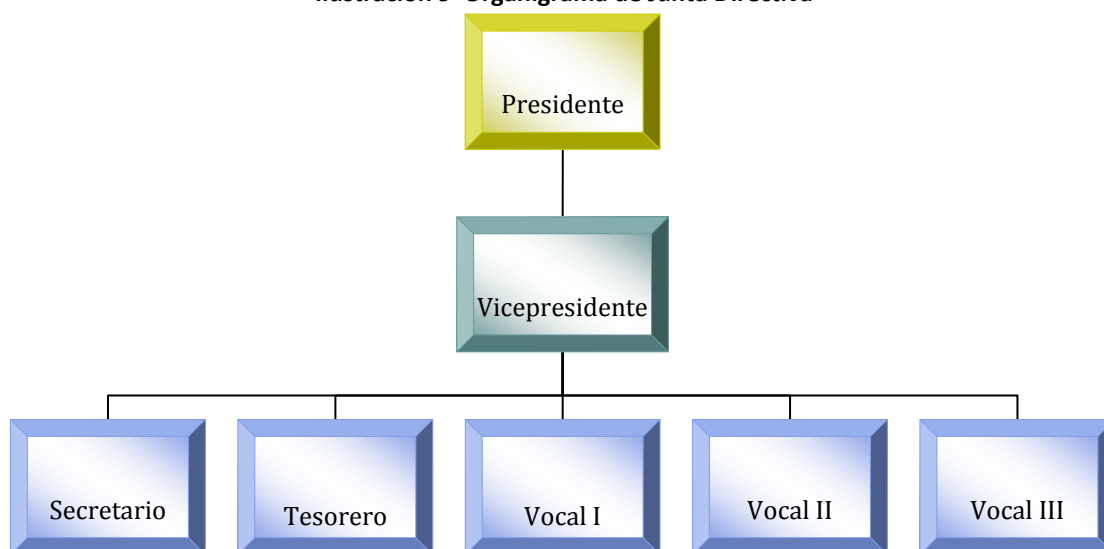 Presidente
Vicepresidente
Secretario
Tesorero
Vocal I
Vocal II
Vocal III